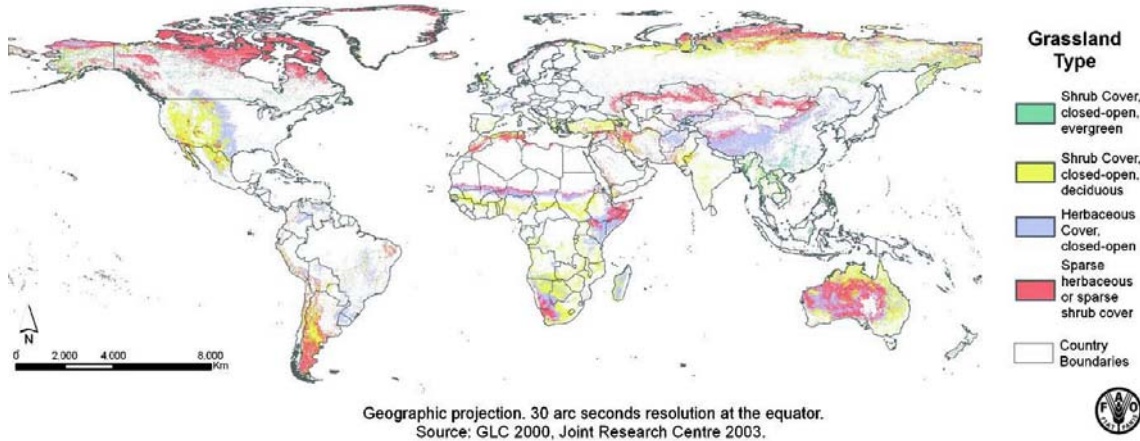 Grassland
Type
Shrub Cover,
closed-open,
evergreen
Shrub Cover,
closed-open,
deciduous
Herbaceous
Cover,
closed-open
Sparse
herbaceous
or sparse
shrub cover
Country
Boundaries
N
0 2.000 4.000 8.000
Km
F A O
FIAT PANIS
Geographic projection. 30 arc seconds resolution at the equator.
Source: GLC 2000, Joint Research Centre 2003.